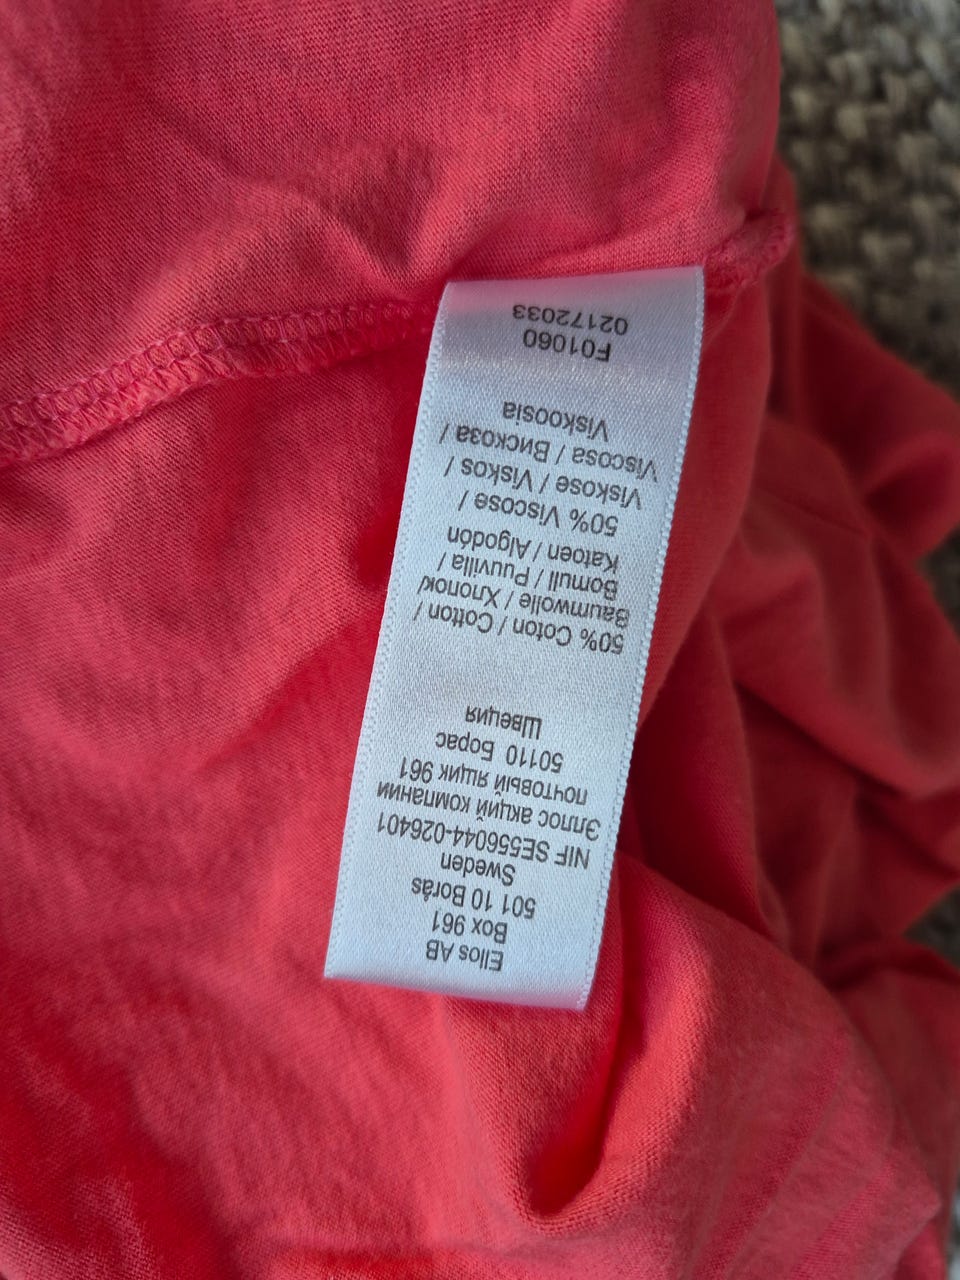 Ellos AB
Box 961
501 10 Borås
Sweden
NIF SE556044-026401
Эллос акций компании
почтовый ящик 961
50110 Борас
Швеция
50% Coton / Cotton /
Baumwolle / Хлопок/
Bomull / Puuvilla /
Katoen / Algodón
50% Viscose /
Viskose / Viskos /
Viscosa / Вискоза /
Viskoosia
F01060
02172033